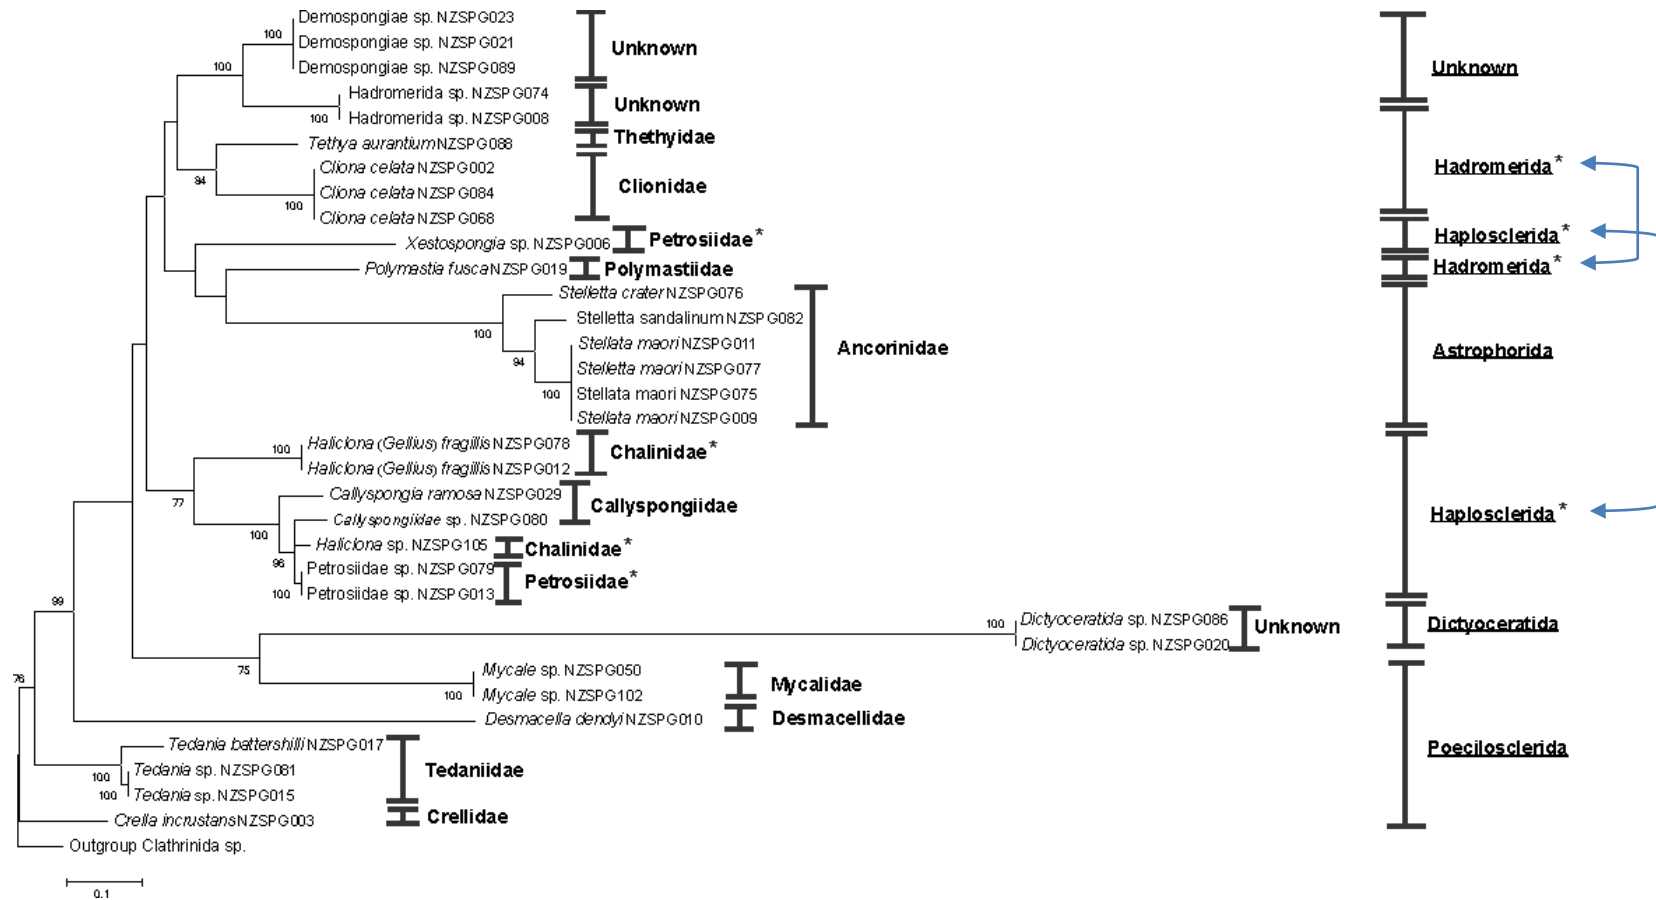 Demospongiae sp. NZSPG023
100
Demospongiae sp. NZSPG021
Unknown
Demospongiae sp. NZSPG089
100
Unknown
Hadromerida sp. NZSPG074
Unknown
100
Hadromerida sp. NZSPG008
Tethya aurantium NZSPG088
Thethyidae
Cliona celata NZSPG002
Hadromerida*
94
Cliona celata NZSPG084
Clionidae
100
Cliona celata NZSPG068
Xestospongia sp. NZSPG006
Petrosiidae*
Haplosclerida*
Polymastia fusca NZSPG019
Polymastiidae
Hadromerida*
Stelletta crater NZSPG076
Stelletta sandalinum NZSPG082
100
Stellata maori NZSPG011
Ancorinidae
Astrophorida
94
Stelletta maori NZSPG077
100
Stellata maori NZSPG075
Stellata maori NZSPG009
100
Haliclona (Gellius) fragillis NZSPG078
Chalinidae*
Haliclona (Gellius) fragillis NZSPG012
77
Callyspongia ramosa NZSPG029
Callyspongiidae
Haplosclerida*
Callyspongiidae sp. NZSPG080
100
Haliclona sp. NZSPG105
Chalinidae*
96
Petrosiidae sp. NZSPG079
Petrosiidae*
100
Petrosiidae sp. NZSPG013
99
100
Dictyoceratida sp. NZSPG086
Unknown
Dictyoceratida
Dictyoceratida sp. NZSPG020
75
Mycale sp. NZSPG050
Mycalidae
76
100
Mycale sp. NZSPG102
Desmacella dendyi NZSPG010
Desmacellidae
Tedania battershilli NZSPG017
Poecilosclerida
100
Tedania sp. NZSPG081
Tedaniidae
100
Tedania sp. NZSPG015
Crella incrustans NZSPG003
Crellidae
Outgroup Clathrinida sp.
0.1